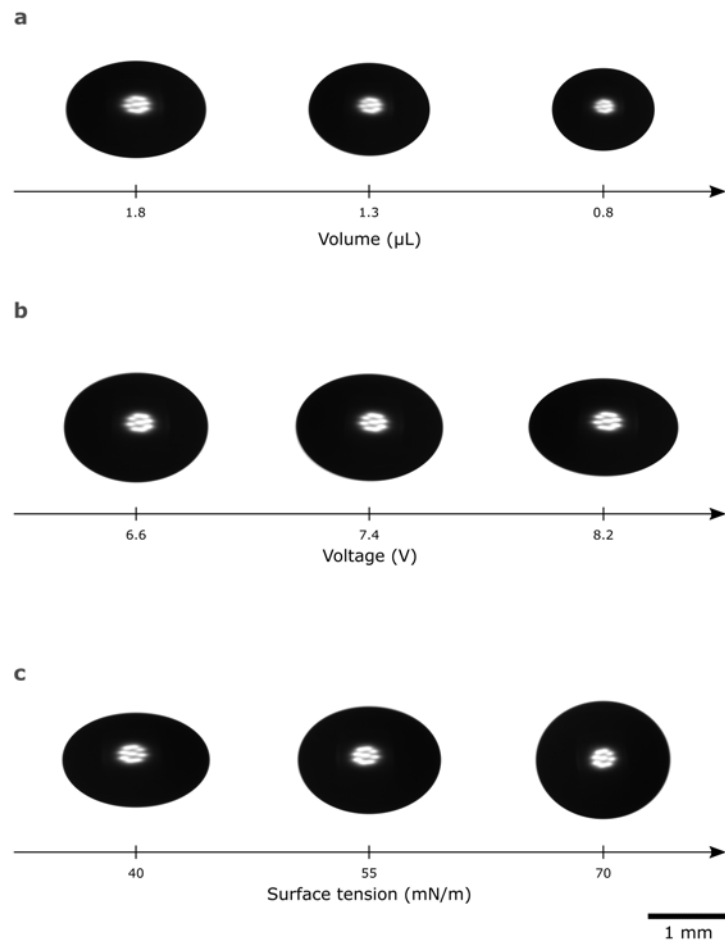 a
1.8 1.3 0.8
Volume (µL)
b
6.6 7.4 8.2
Voltage (V)
c
40 55 70
Surface tension (mN/m)
1 mm